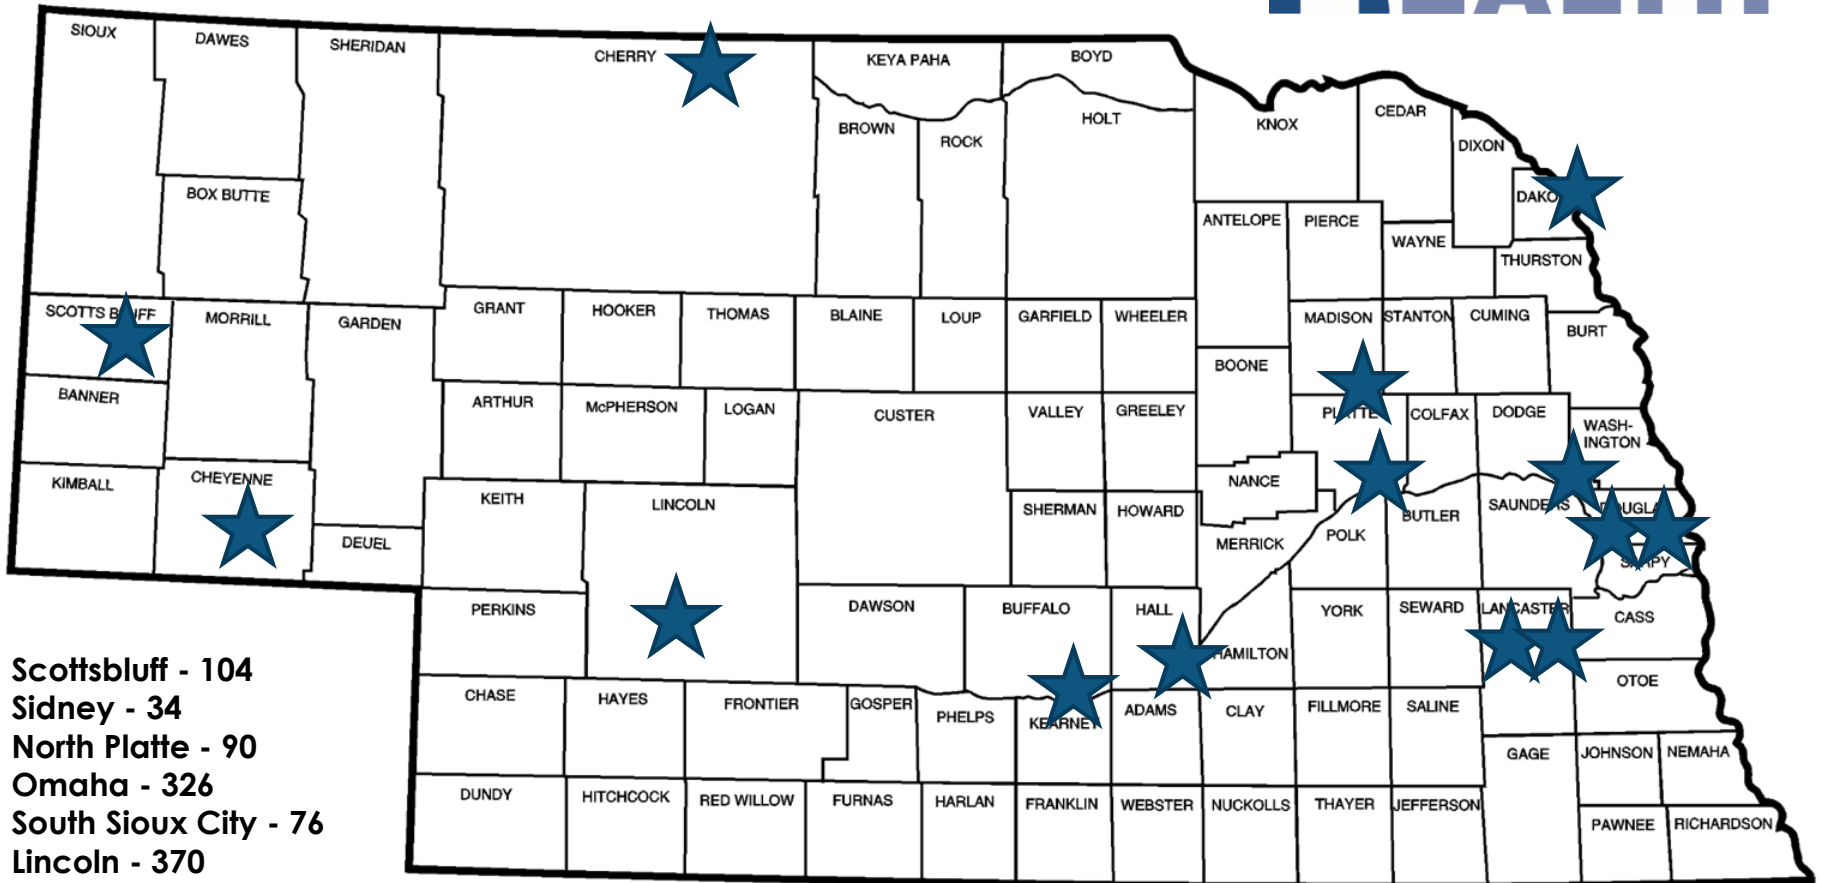 SIOUX
DAWES
SHERIDAN
CHERRY
KEYA PAHA
BOYD
BROWN
ROCK
HOLT
KNOX
CEDAR
DIXON
BOX BUTTE
ANTELOPE
PIERCE
WAYNE
THURSTON
MORRILL
GARDEN
GRANT
HOOKER
THOMAS
BLAINE
LOUP
GARFIELD
WHEELER
MADISON
STANTON
CUMING
BURT
BOONE
BANNER
ARTHUR
McPHERSON
LOGAN
CUSTER
VALLEY
GREELEY
PLATTE
COLFAX
DODGE
WASH-
INGTON
KIMBALL
CHEYENNE
KEITH
LINCOLN
SHERMAN
HOWARD
NANCE
MERRICK
POLK
BUTLER
SAUNDERS
DEUEL
PERKINS
DAWSON
BUFFALO
HALL
HAMILTON
YORK
SEWARD
LANCASTER
CASS
OTOE
CHASE
HAYES
FRONTIER
GOSPER
PHELPS
KEARNEY
ADAMS
CLAY
FILLMORE
SALINE
GAGE
JOHNSON
NEMAHA
DUNDY
HITCHCOCK
RED WILLOW
FURNAS
HARLAN
FRANKLIN
WEBSTER
NUCKOLLS
THAYER
JEFFERSON
PAWNEE
RICHARDSON
Scottsbluff - 104
Sidney - 34
North Platte - 90
Omaha - 326
South Sioux City - 76
Lincoln - 370